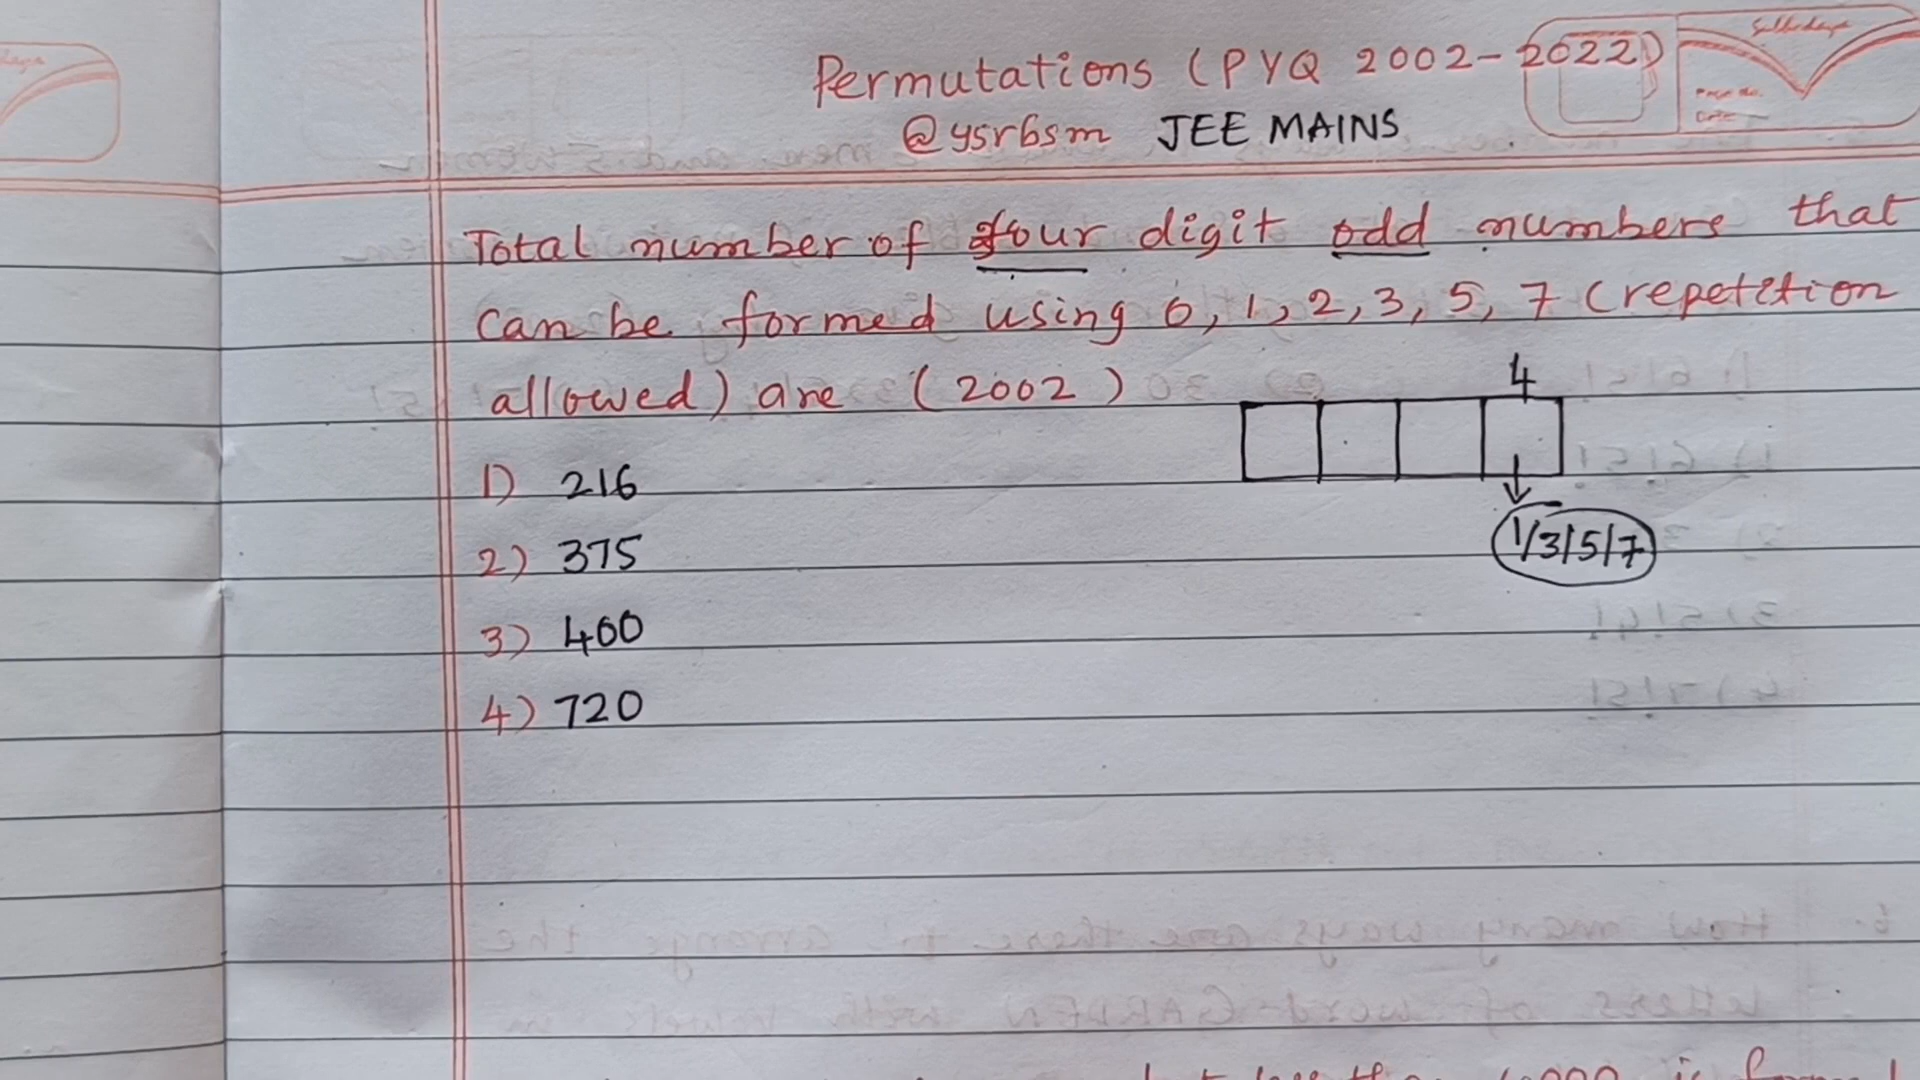 Permutations (PYQ 2002-2022)
@ysrbsm JEE MAINS
Total number of four digit odd numbers that
can be formed using 0, 1, 2, 3, 5, 7 (repetition
allowed) are (2002)
4
1/3/5/7
1) 216
2) 375
3) 400
4) 720